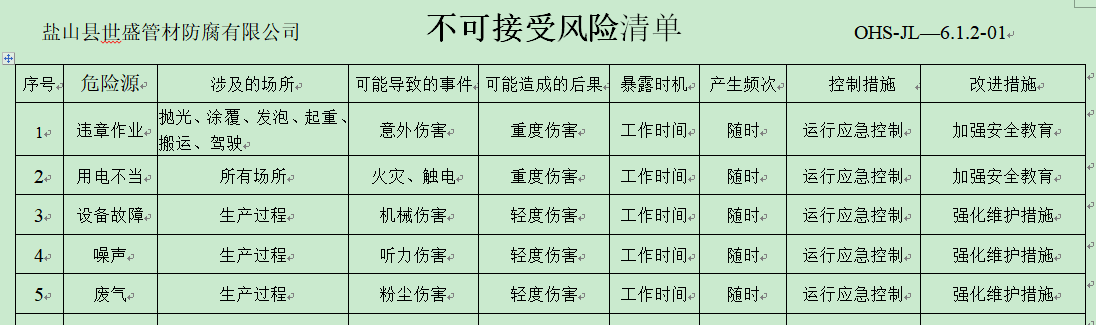 盐山县世盛管材防腐有限公司 不可接受风险清单 OHS-JL—6.1.2-01
序号 危险源 涉及的场所 可能导致的事件 可能造成的后果 暴露时机 产生频次 控制措施 改进措施
1 违章作业 抛光、涂覆、发泡、起重、搬运、驾驶 意外伤害 重度伤害 工作时间 随时 运行应急控制 加强安全教育
2 用电不当 所有场所 火灾、触电 重度伤害 工作时间 随时 运行应急控制 加强安全教育
3 设备故障 生产过程 机械伤害 轻度伤害 工作时间 随时 运行应急控制 强化维护措施
4 噪声 生产过程 听力伤害 轻度伤害 工作时间 随时 运行应急控制 强化维护措施
5 废气 生产过程 粉尘伤害 轻度伤害 工作时间 随时 运行应急控制 强化维护措施